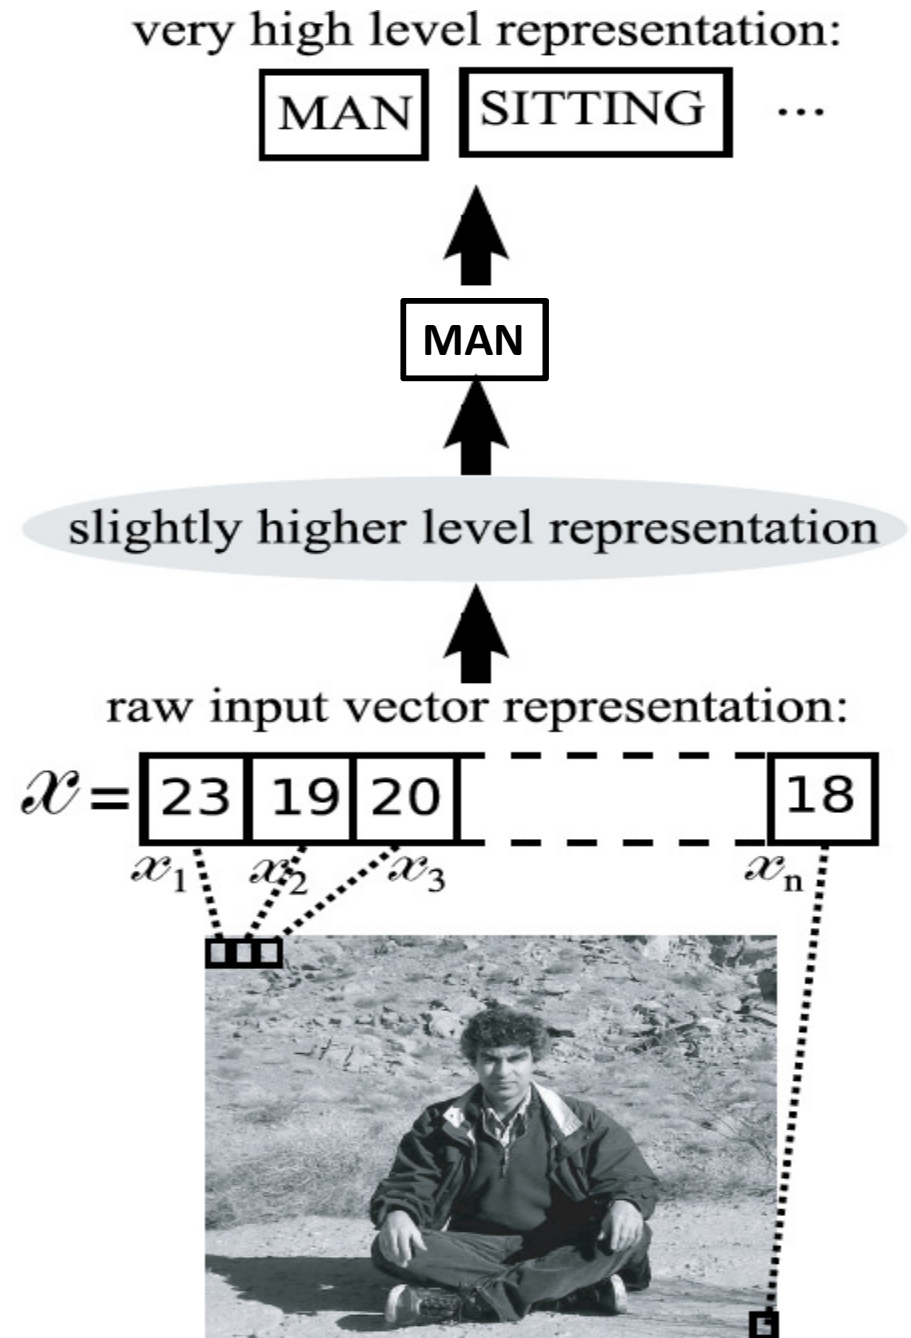 very high level representation:
MAN SITTING ...
MAN
slightly higher level representation
raw input vector representation:
x = 23 19 20 18
x1 x2 x3 xn